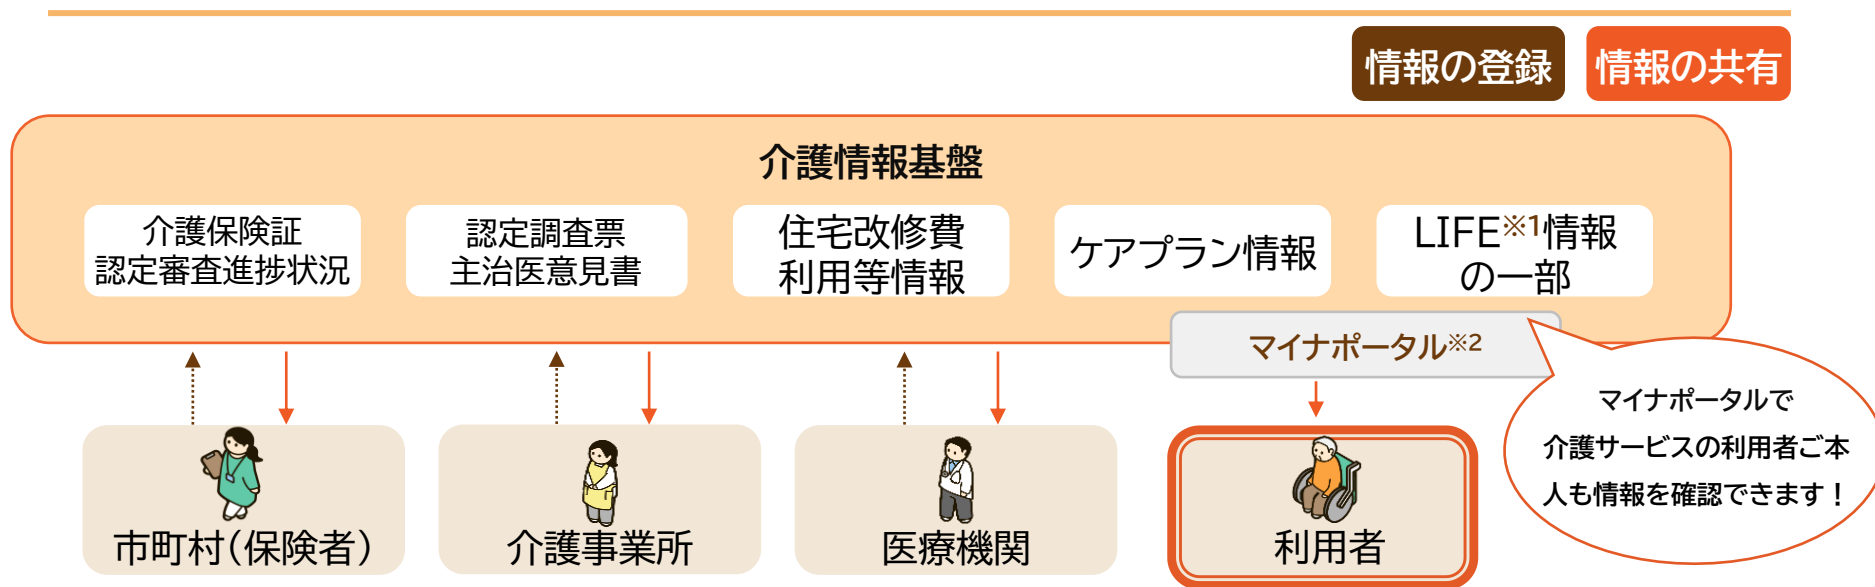 情報の登録
情報の共有
介護情報基盤
介護保険証
認定審査進捗状況
認定調査票
主治医意見書
住宅改修費
利用等情報
ケアプラン情報
LIFE※1情報
の一部
マイナポータル※2
マイナポータルで
介護サービスの利用者ご本
人も情報を確認できます！
市町村（保険者）
介護事業所
医療機関
利用者